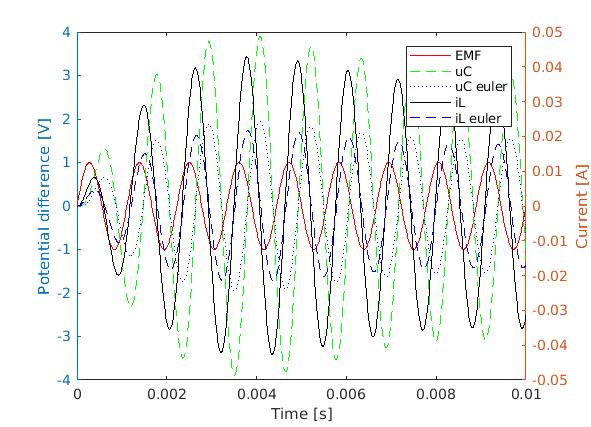 4
3
2
1
0
-1
-2
-3
-4
Potential difference [V]
EMF
uC
uC euler
iL
iL euler
0.05
0.04
0.03
0.02
0.01
0
-0.01
-0.02
-0.03
-0.04
-0.05
Current [A]
0 0.002 0.004 0.006 0.008 0.01
Time [s]